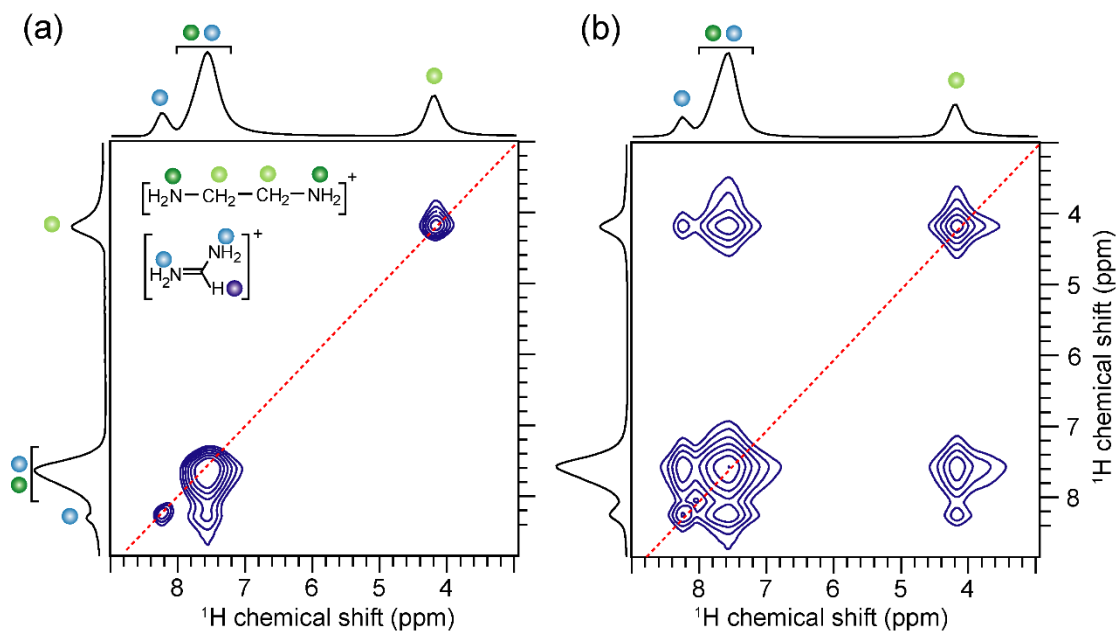 (a)
(b)
[H₂N–CH₂–CH₂–NH₂]⁺
[H₂N=C(H)–NH₂]⁺
4
5
6
7
8
¹H chemical shift (ppm)
8 7 6 5 4
¹H chemical shift (ppm)
8 7 6 5 4
¹H chemical shift (ppm)